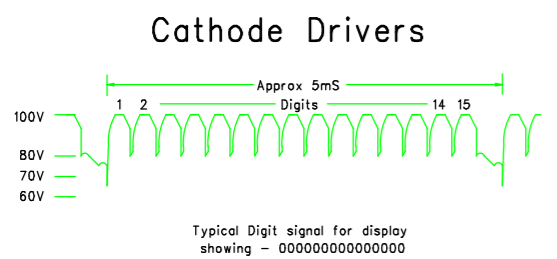 Cathode Drivers
Approx 5mS
1 2 Digits 14 15
100V
80V
70V
60V
Typical Digit signal for display
showing - 000000000000000